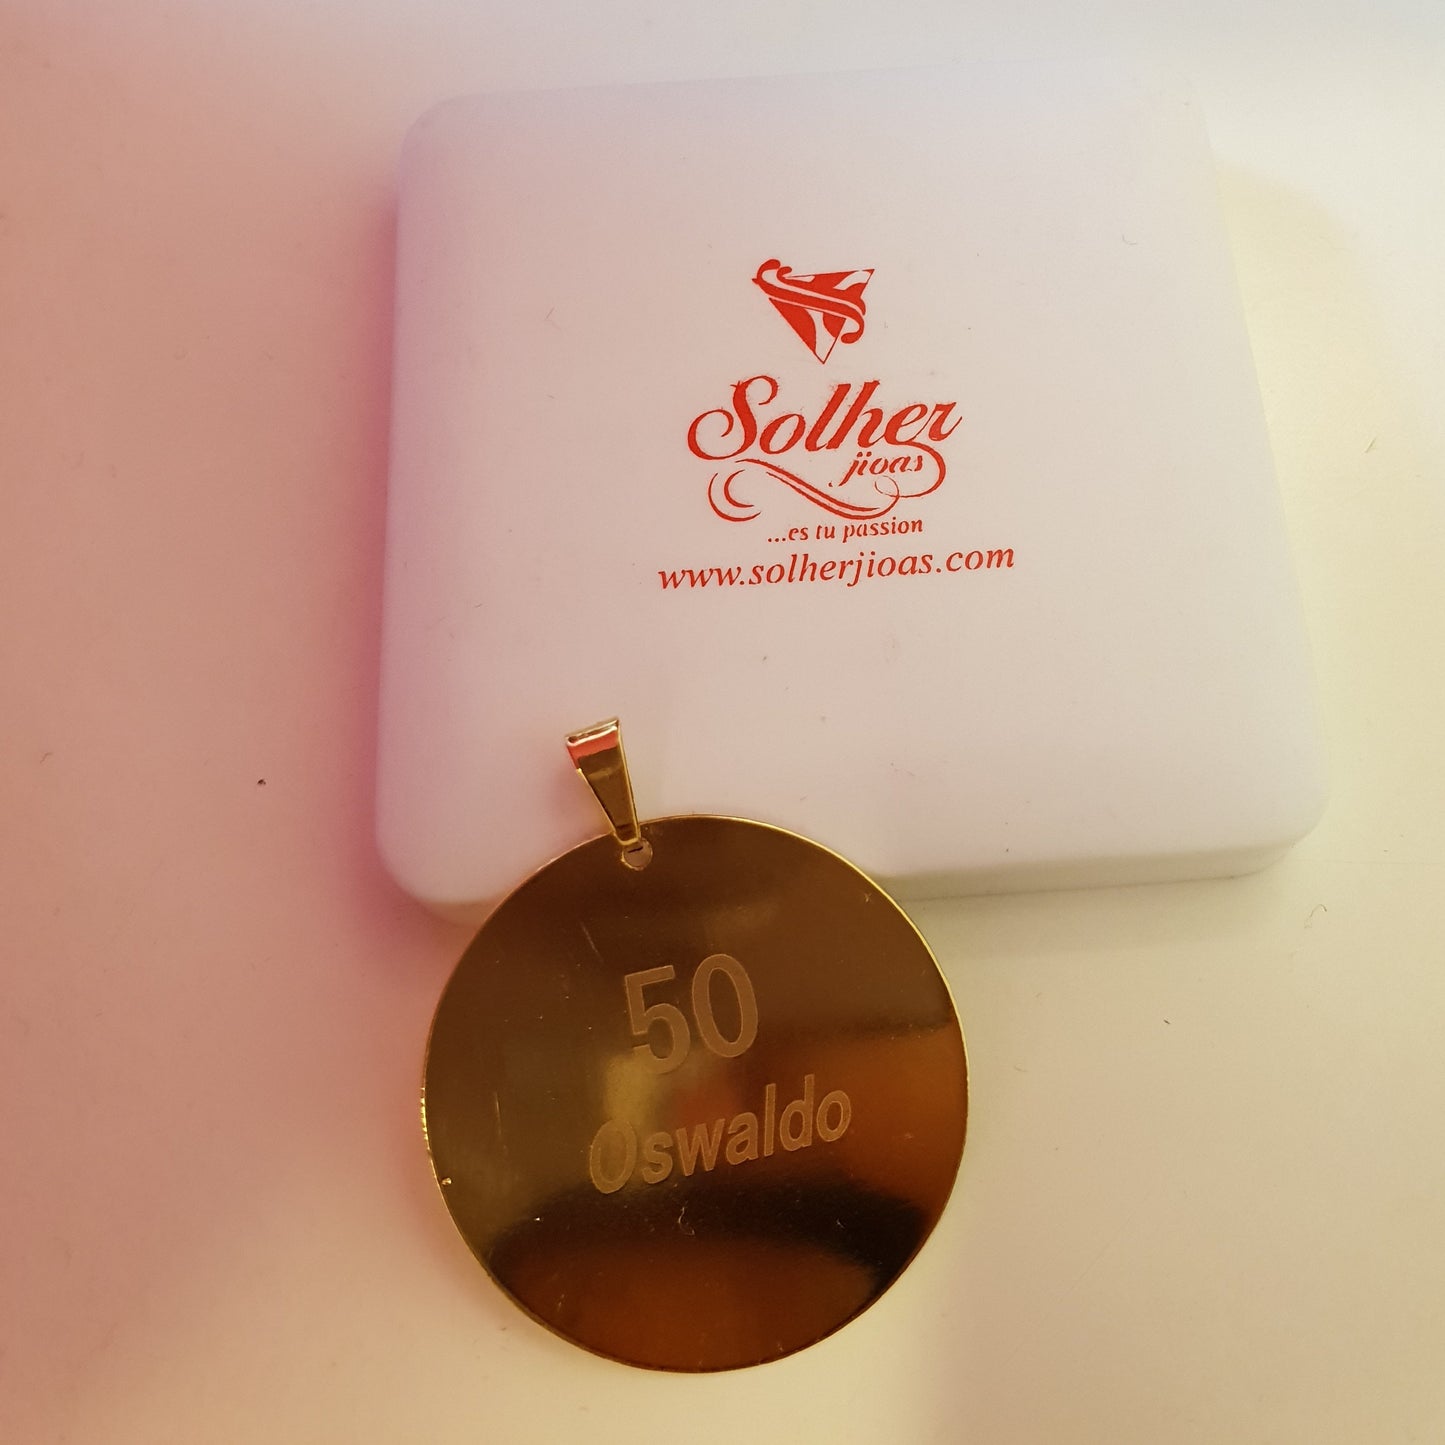 Solher
jioas
...es tu passion
www.solherjioas.com
50
Oswaldo